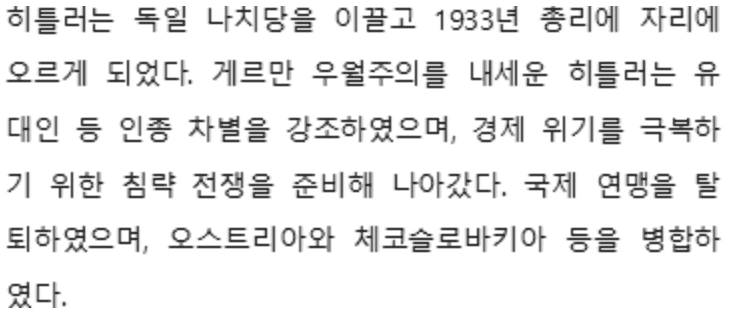 히틀러는 독일 나치당을 이끌고 1933년 총리에 자리에
오르게 되었다. 게르만 우월주의를 내세운 히틀러는 유
대인 등 인종 차별을 강조하였으며, 경제 위기를 극복하
기 위한 침략 전쟁을 준비해 나아갔다. 국제 연맹을 탈
퇴하였으며, 오스트리아와 체코슬로바키아 등을 병합하
였다.